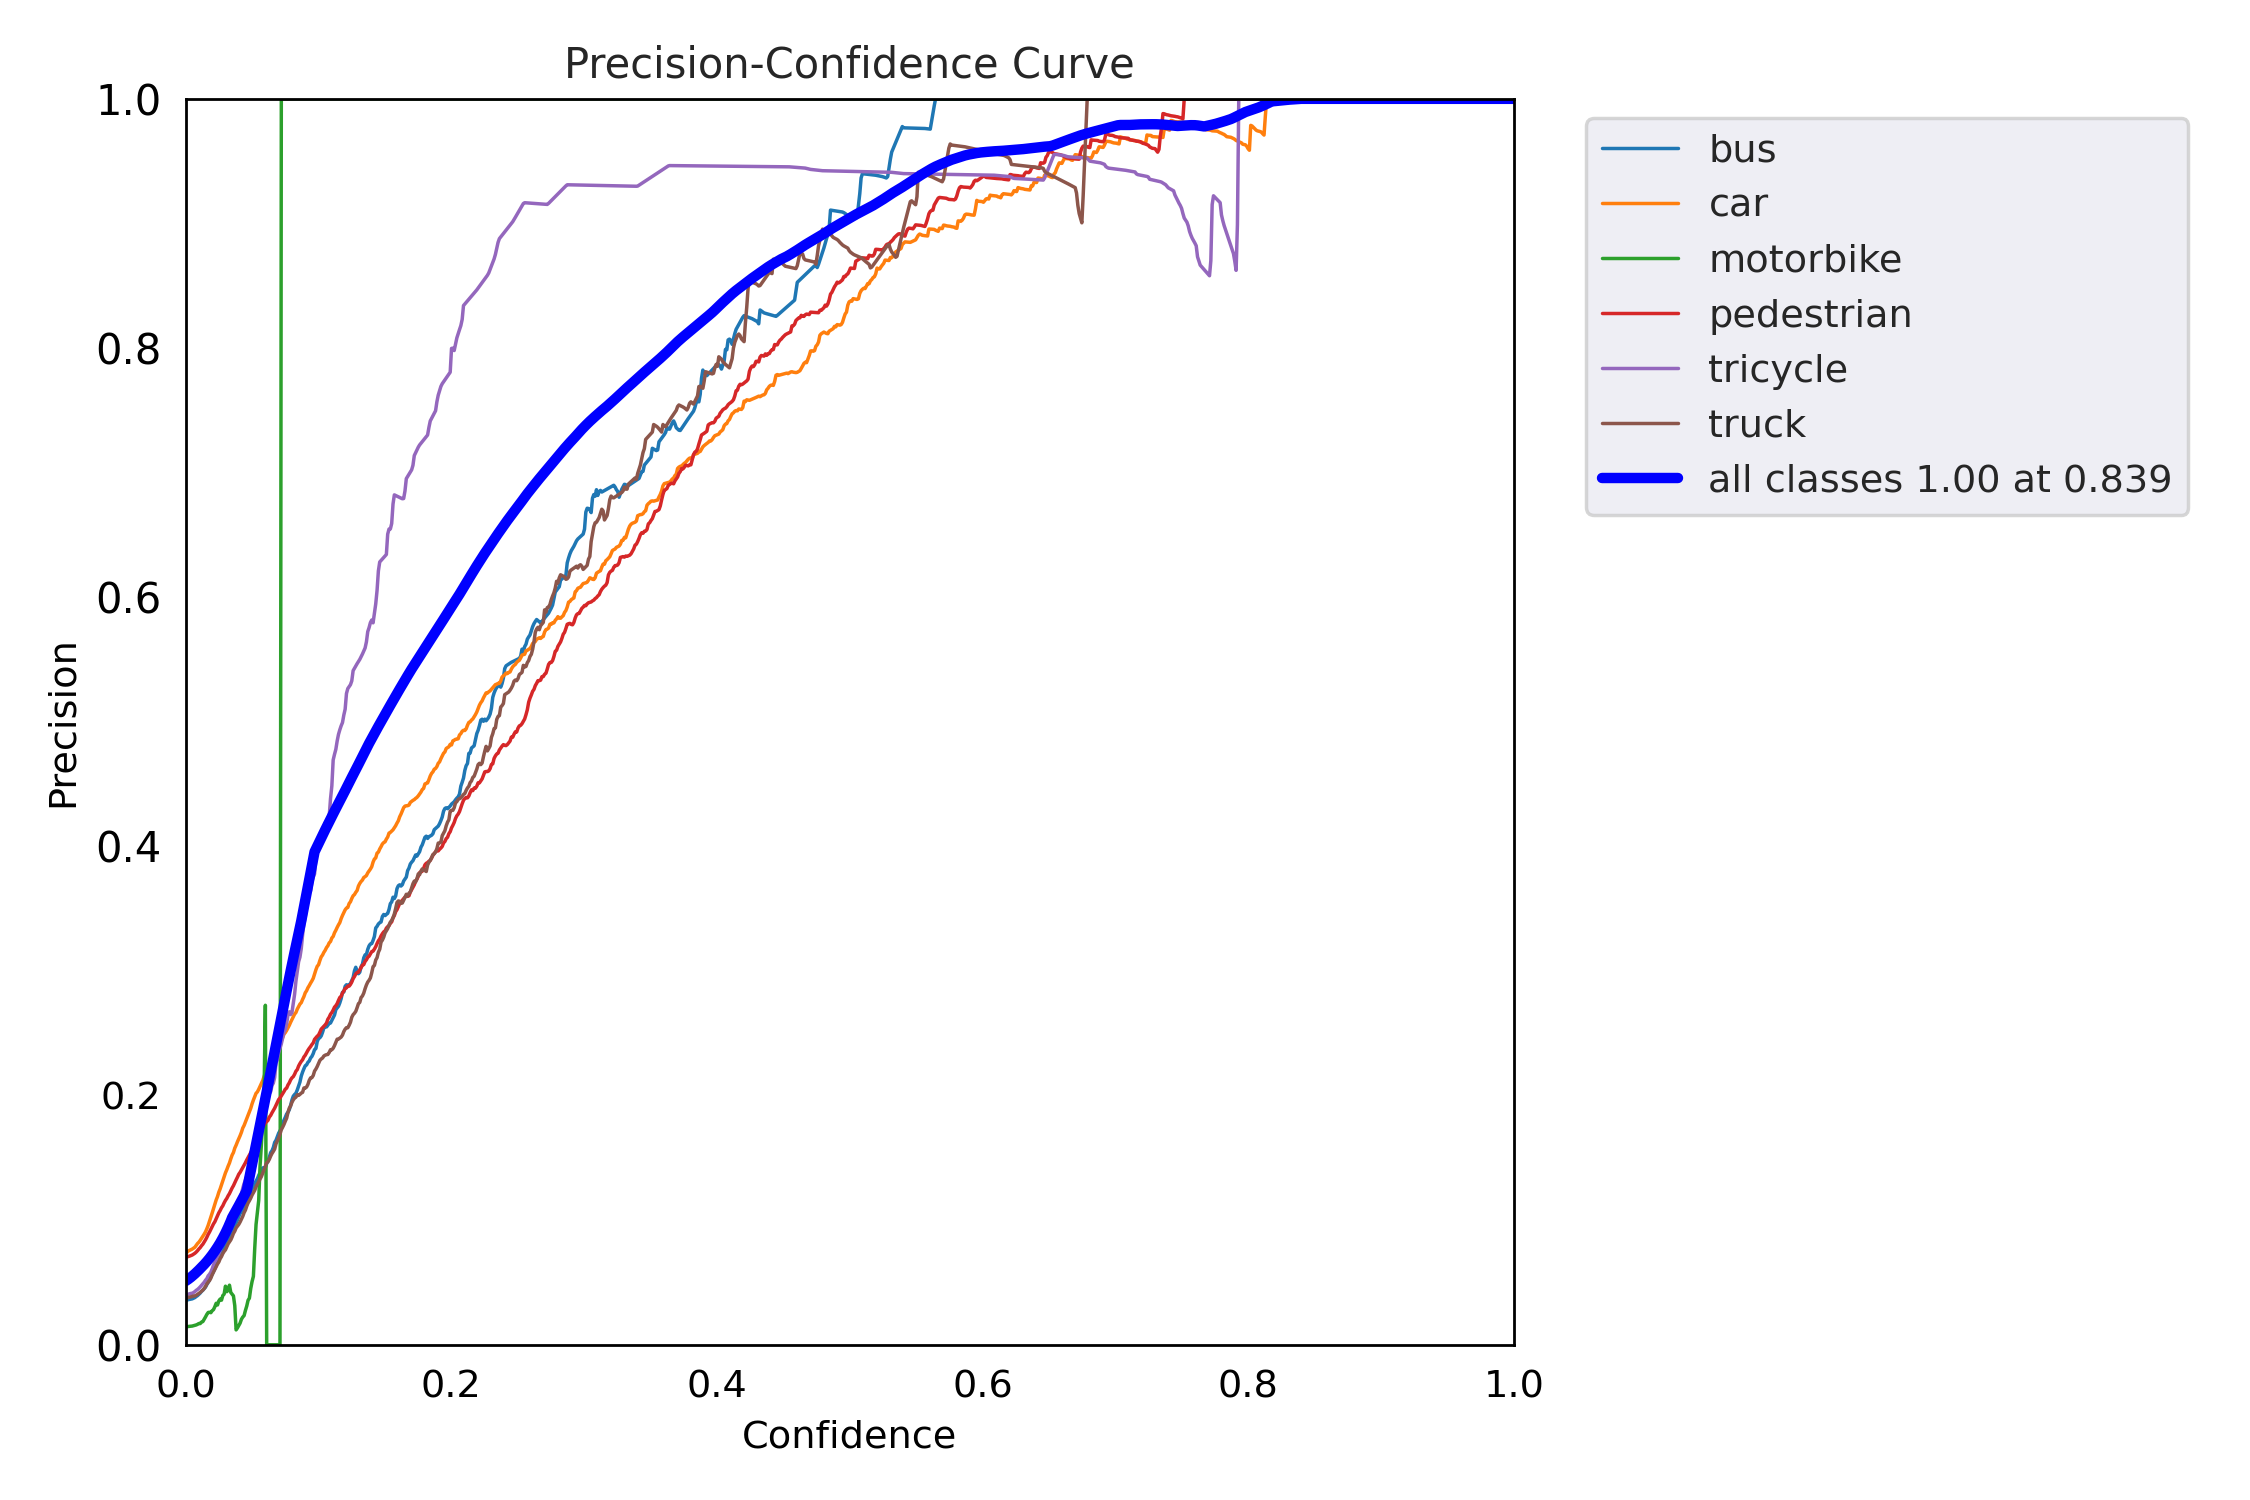 Precision-Confidence Curve
1.0
0.8
0.6
0.4
0.2
0.0
Precision
0.0 0.2 0.4 0.6 0.8 1.0
Confidence
bus
car
motorbike
pedestrian
tricycle
truck
all classes 1.00 at 0.839